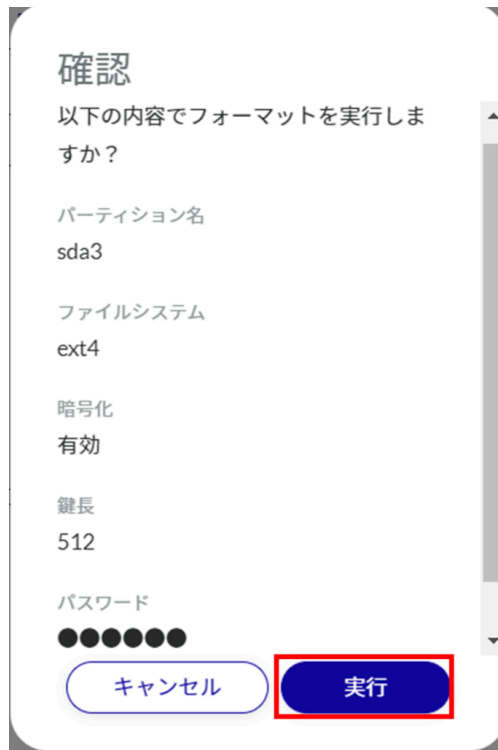 確認
以下の内容でフォーマットを実行しま
すか？
パーティション名
sda3
ファイルシステム
ext4
暗号化
有効
鍵長
512
パスワード
●●●●●●
キャンセル
実行